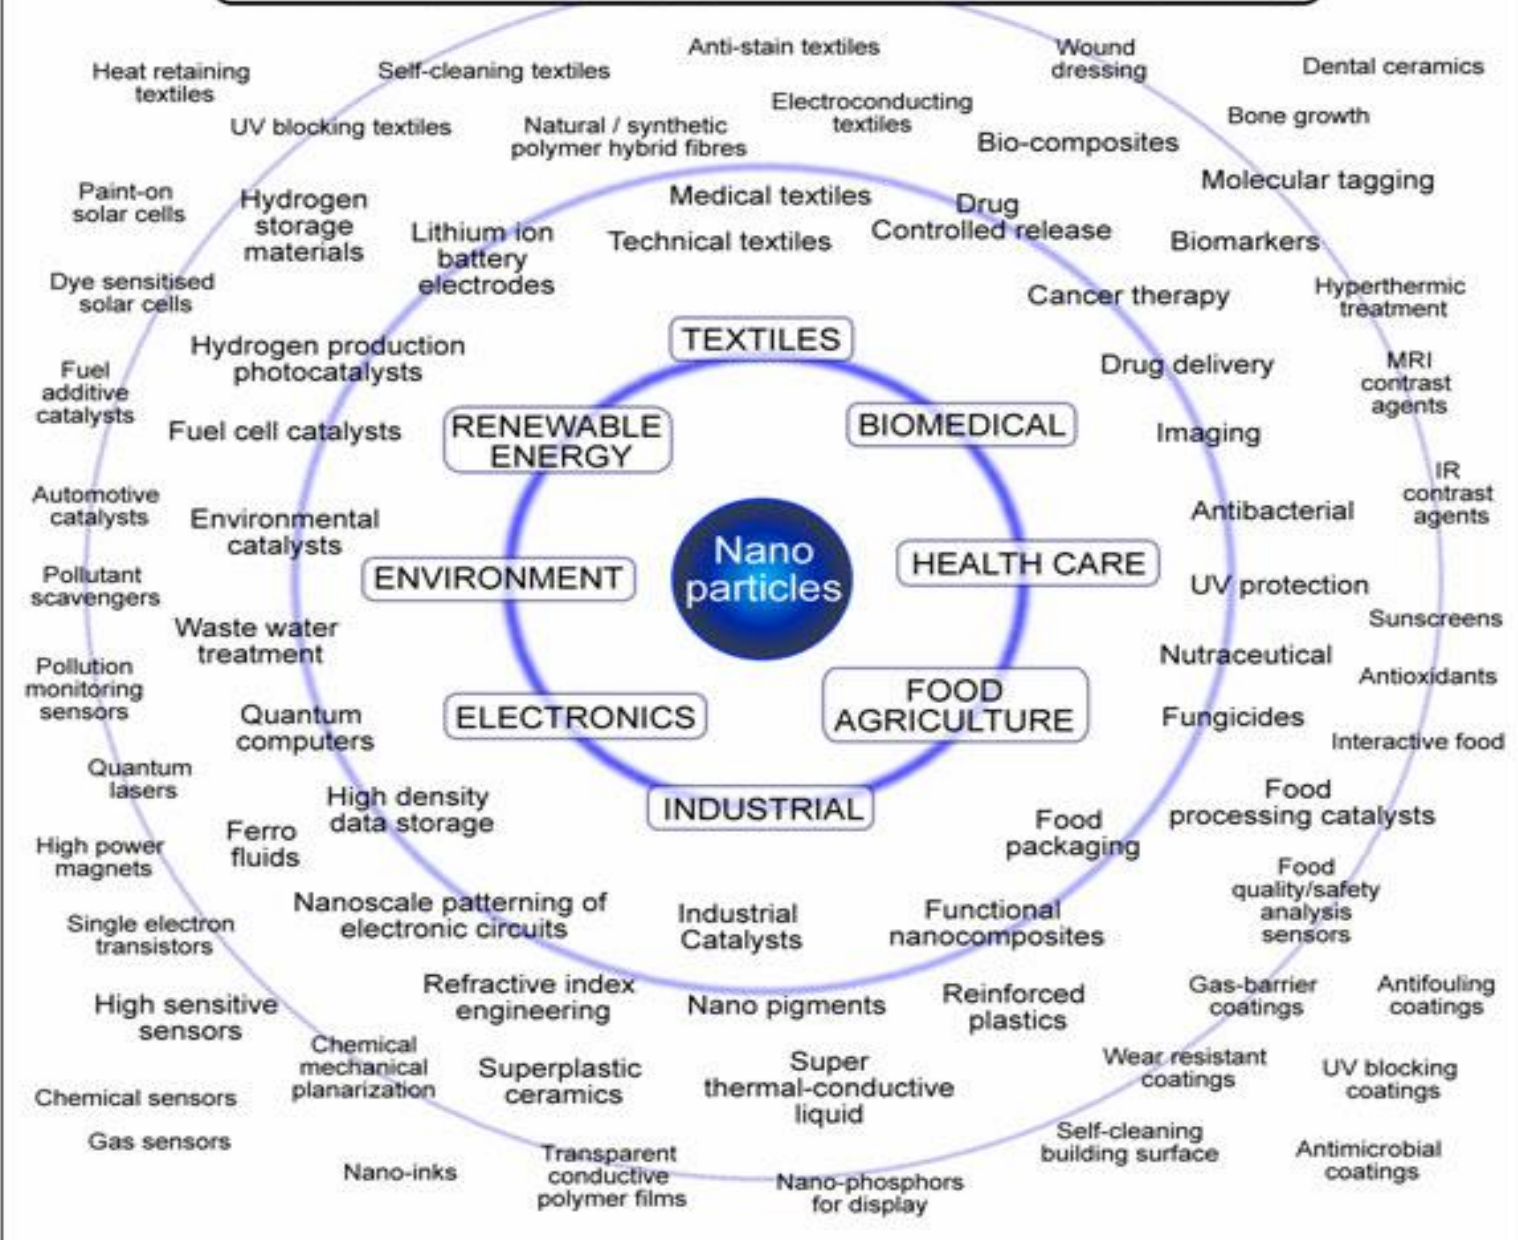 Anti-stain textiles
Wound
dressing
Dental ceramics
Heat retaining
textiles
Self-cleaning textiles
Electroconducting
textiles
Bone growth
UV blocking textiles
Natural / synthetic
polymer hybrid fibres
Bio-composites
Molecular tagging
Paint-on
solar cells
Hydrogen
storage
materials
Medical textiles
Drug
Controlled release
Lithium ion
battery
electrodes
Technical textiles
Biomarkers
Dye sensitised
solar cells
Cancer therapy
Hyperthermic
treatment
TEXTILES
Hydrogen production
photocatalysts
Drug delivery
MRI
contrast
agents
Fuel
additive
catalysts
Fuel cell catalysts
RENEWABLE
ENERGY
BIOMEDICAL
Imaging
IR
contrast
agents
Automotive
catalysts
Environmental
catalysts
Antibacterial
Nano
particles
HEALTH CARE
ENVIRONMENT
Pollutant
scavengers
UV protection
Sunscreens
Waste water
treatment
Nutraceutical
Antioxidants
Pollution
monitoring
sensors
FOOD
AGRICULTURE
Quantum
computers
ELECTRONICS
Fungicides
Interactive food
Quantum
lasers
High density
data storage
INDUSTRIAL
Food
processing catalysts
Ferro
fluids
Food
packaging
High power
magnets
Food
quality/safety
analysis
sensors
Nanoscale patterning of
electronic circuits
Industrial
Catalysts
Functional
nanocomposites
Single electron
transistors
Refractive index
engineering
Nano pigments
Reinforced
plastics
Gas-barrier
coatings
Antifouling
coatings
High sensitive
sensors
Chemical
mechanical
planarization
Superplastic
ceramics
Super
thermal-conductive
liquid
Wear resistant
coatings
UV blocking
coatings
Chemical sensors
Gas sensors
Self-cleaning
building surface
Antimicrobial
coatings
Nano-inks
Transparent
conductive
polymer films
Nano-phosphors
for display